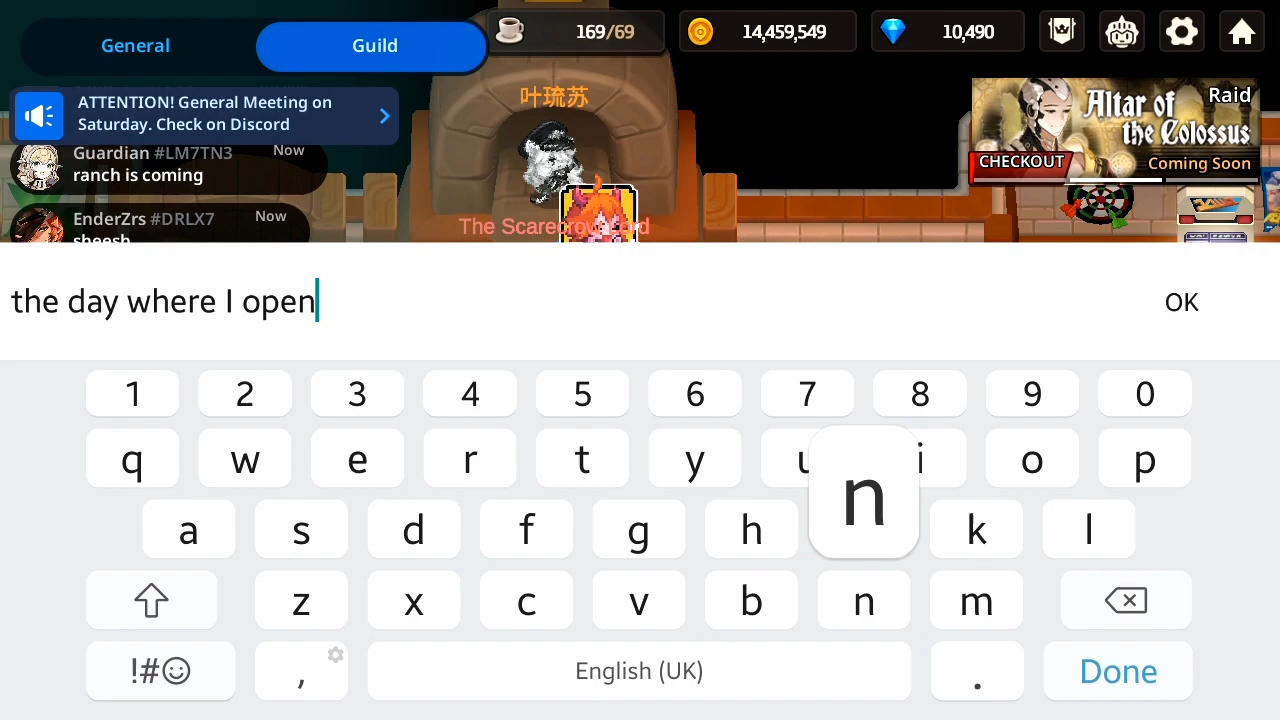 General
Guild
169/69
14,459,549
10,490
ATTENTION! General Meeting on
Saturday. Check on Discord
叶琉苏
Raid
Altar of
the Colossus
CHECKOUT
Coming Soon
Guardian #LM7TN3
Now
ranch is coming
EnderZrs #DRLX7
Now
sheesh
The Scarecrow
the day where I open
OK
1 2 3 4 5 6 7 8 9 0
q w e r t y u i o p
n
a s d f g h k l
z x c v b n m
!#☺ , English (UK) . Done